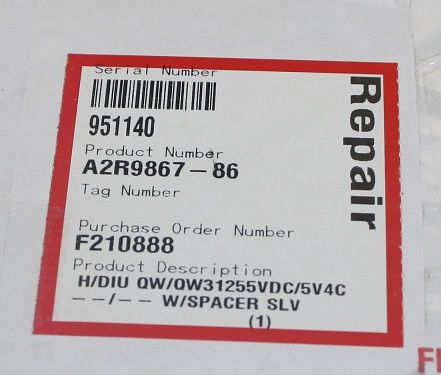 Serial Number
951140
Product Number
A2R9867-86
Tag Number
Purchase Order Number
F210888
Product Description
H/DIU QW/QW31255VDC/5V4C
--/-- W/SPACER SLV
(1)
Repair